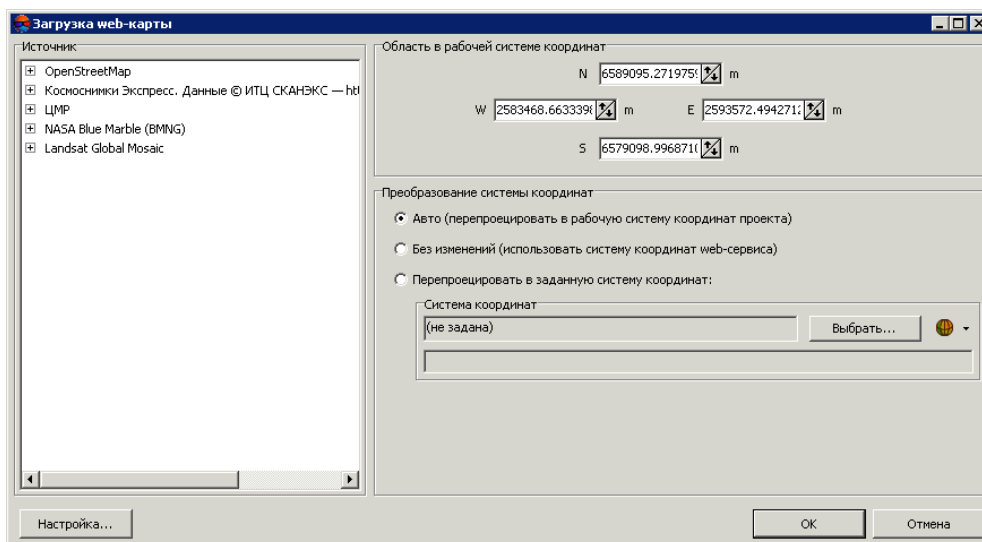 Загрузка web-карты
Источник
OpenStreetMap
Космоснимки Экспресс. Данные © ИТЦ СКАНЭКС — htt
ЦМР
NASA Blue Marble (BMNG)
Landsat Global Mosaic
Настройка...
Область в рабочей системе координат
N 6589095.271975 m
W 2583468.663339 m E 2593572.494271 m
S 6579098.996871 m
Преобразование системы координат
Авто (перепроецировать в рабочую систему координат проекта)
Без изменений (использовать систему координат web-сервиса)
Перепроецировать в заданную систему координат:
Система координат
(не задана) Выбрать...
OK Отмена